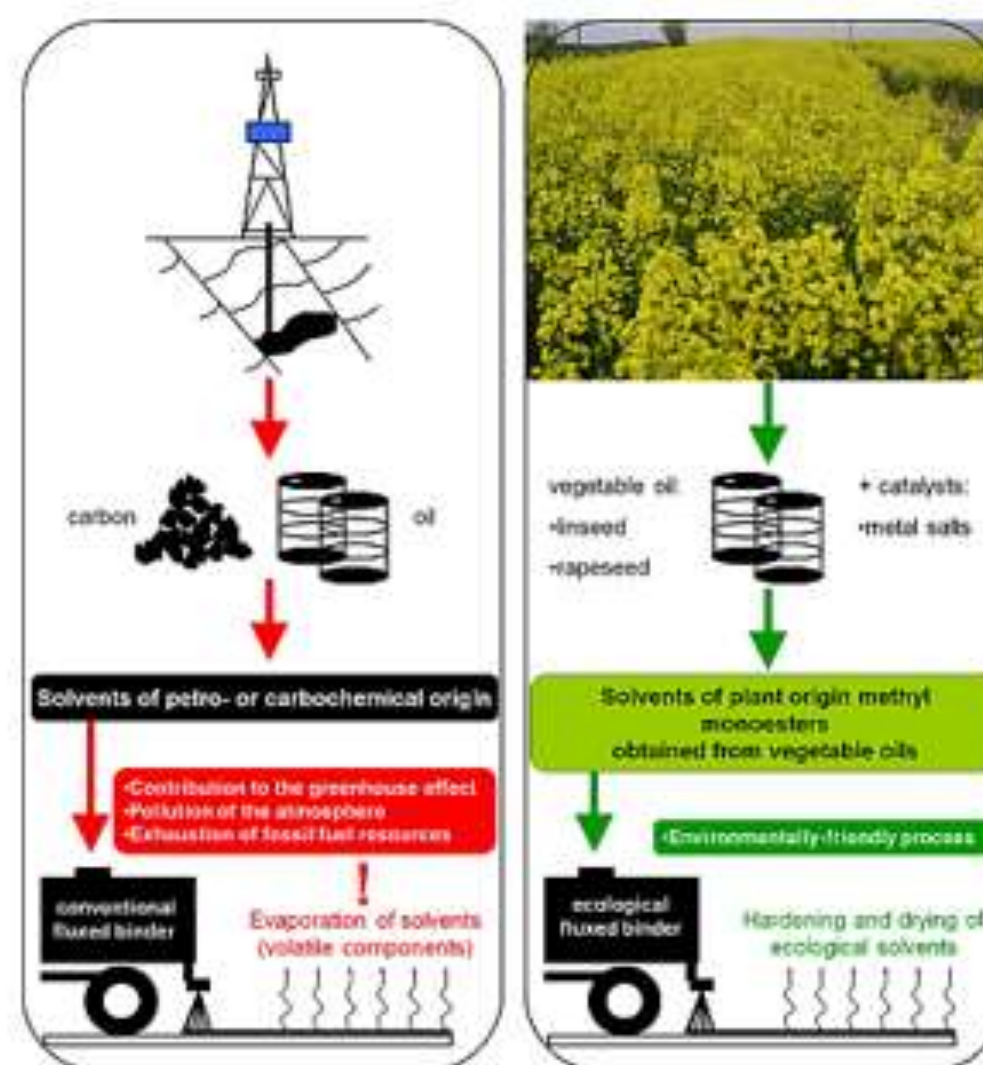 carbon
oil
Solvents of petro- or carbochemical origin
•Contribution to the greenhouse effect
•Pollution of the atmosphere
•Exhaustion of fossil fuel resources
!
conventional
fluxed binder
Evaporation of solvents
(volatile components)
vegetable oil:
•linseed
•rapeseed
+ catalysts:
•metal salts
Solvents of plant origin methyl
monoesters
obtained from vegetable oils
•Environmentally-friendly process
ecological
fluxed binder
Hardening and drying of
ecological solvents